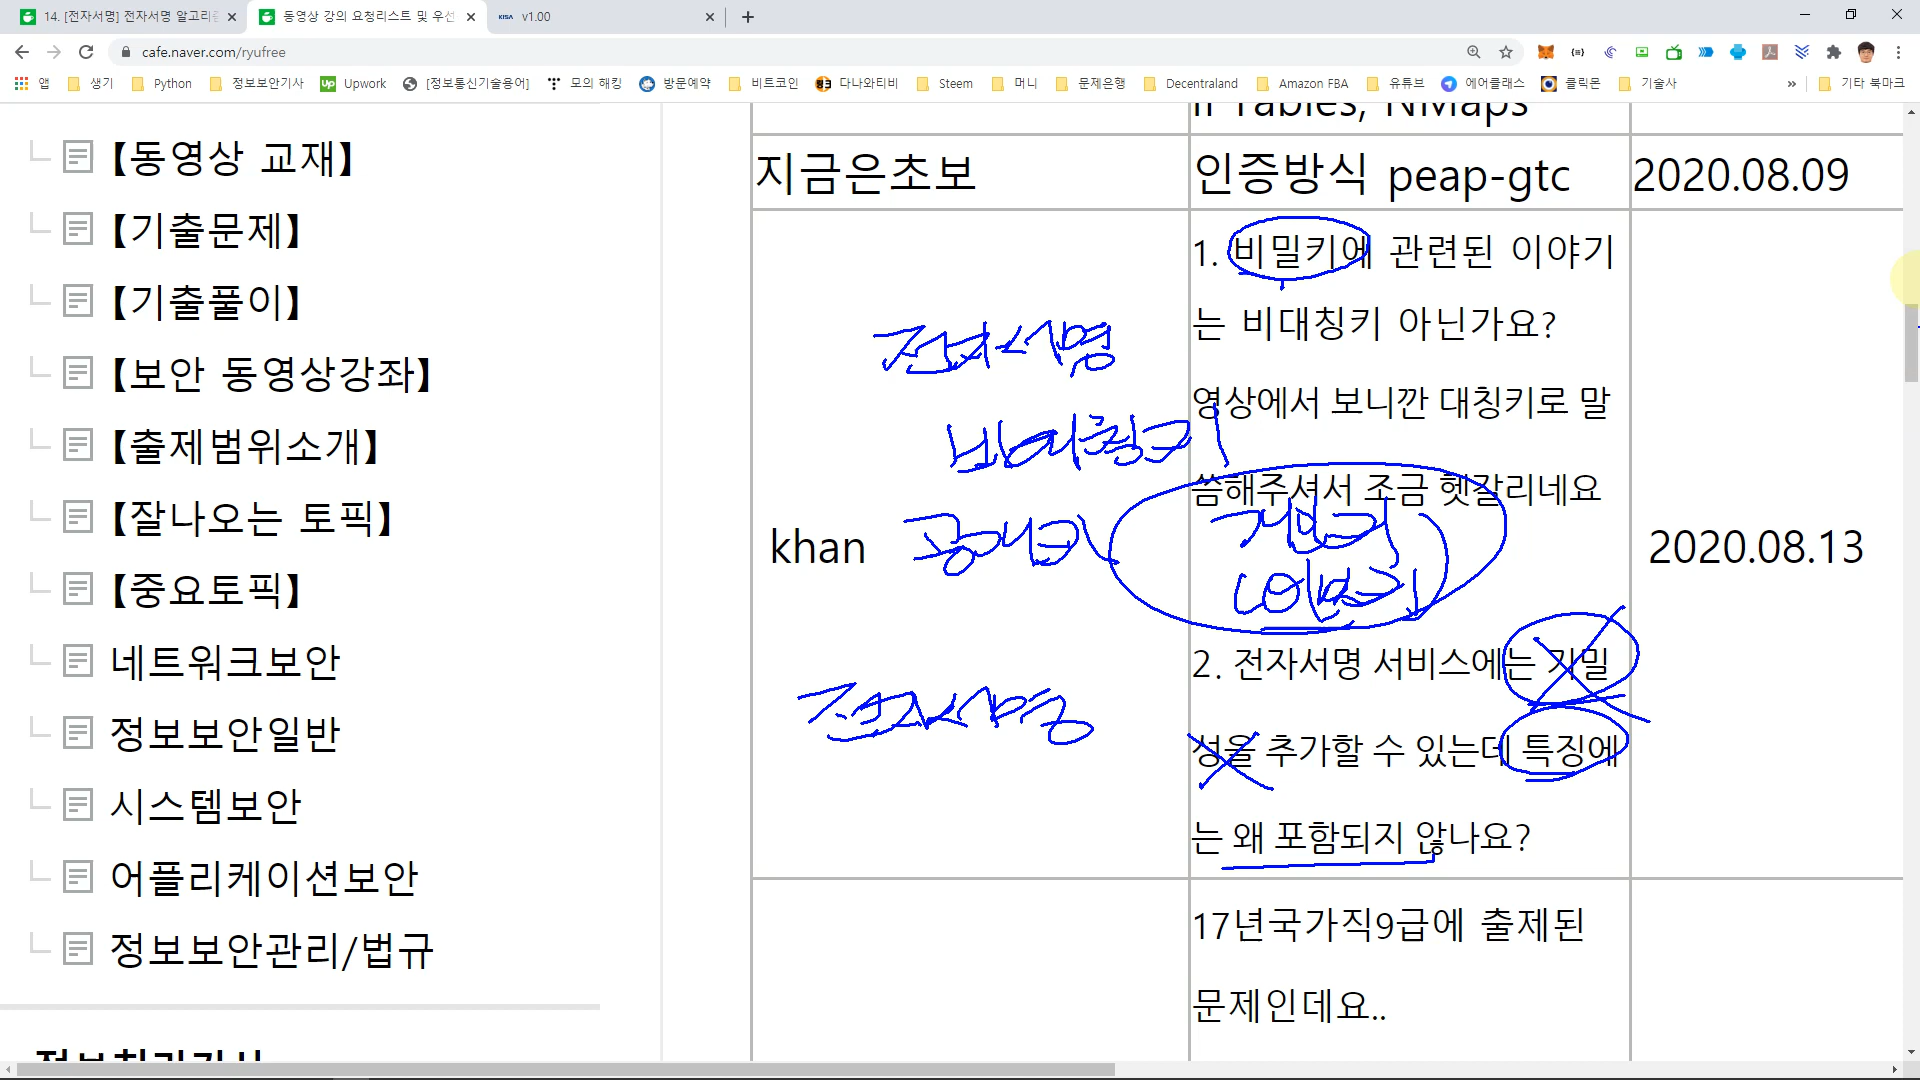 14. [전자서명] 전자서명 알고리즘
동영상 강의 요청리스트 및 우선
KISA v1.00
cafe.naver.com/ryufree
앱 생기 Python 정보보안기사 Upwork [정보통신기술용어] 모의 해킹 방문예약 비트코인 다나와티비 Steem 머니 문제은행 Decentraland Amazon FBA 유튜브 에어클래스 클릭몬 기술사 » 기타 북마크
【동영상 교재】
【기출문제】
【기출풀이】
【보안 동영상강좌】
【출제범위소개】
【잘나오는 토픽】
【중요토픽】
네트워크보안
정보보안일반
시스템보안
어플리케이션보안
정보보안관리/법규
Tables, NMaps
지금은초보
인증방식 peap-gtc
2020.08.09
khan
1. 비밀키에 관련된 이야기
는 비대칭키 아닌가요?
영상에서 보니깐 대칭키로 말
씀해주셔서 조금 헷갈리네요
2. 전자서명 서비스에는 기밀
성을 추가할 수 있는데 특징에
는 왜 포함되지 않나요?
2020.08.13
전자서명
비대칭키
공개키
개인키
전자서명
17년국가직9급에 출제된
문제인데요..